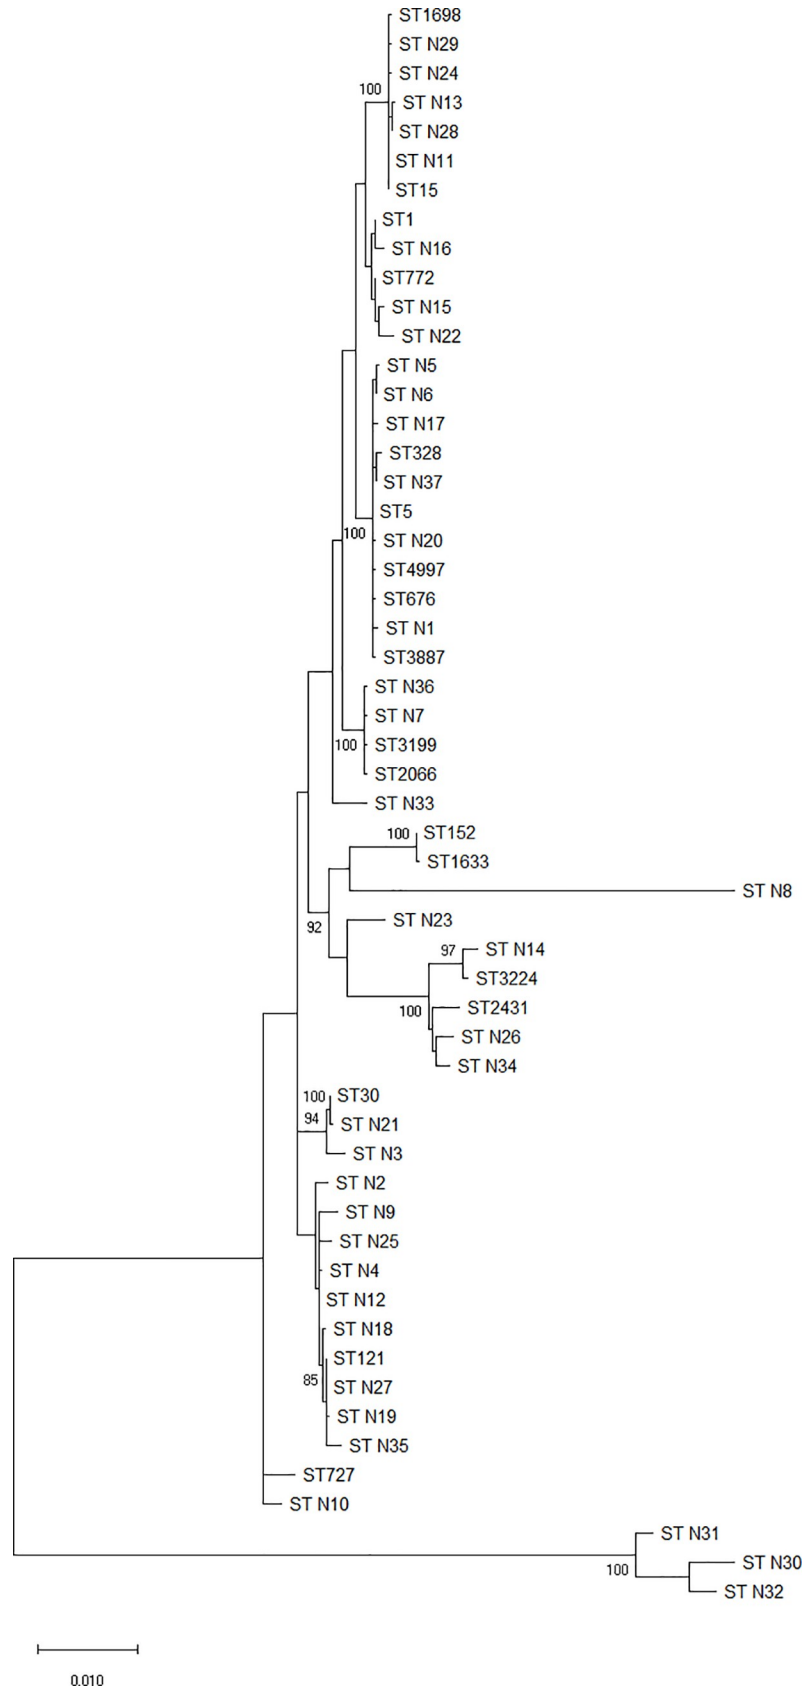 ST1698
ST N29
ST N24
100
ST N13
ST N28
ST N11
ST15
ST1
ST N16
ST772
ST N15
ST N22
ST N5
ST N6
ST N17
ST328
ST N37
ST5
100
ST N20
ST4997
ST676
ST N1
ST3887
ST N36
ST N7
100
ST3199
ST2066
ST N33
100
ST152
ST1633
ST N8
ST N23
92
97
ST N14
ST3224
100
ST2431
ST N26
ST N34
100
ST30
94
ST N21
ST N3
ST N2
ST N9
ST N25
ST N4
ST N12
ST N18
ST121
85
ST N27
ST N19
ST N35
ST727
ST N10
ST N31
100
ST N30
ST N32
0.010